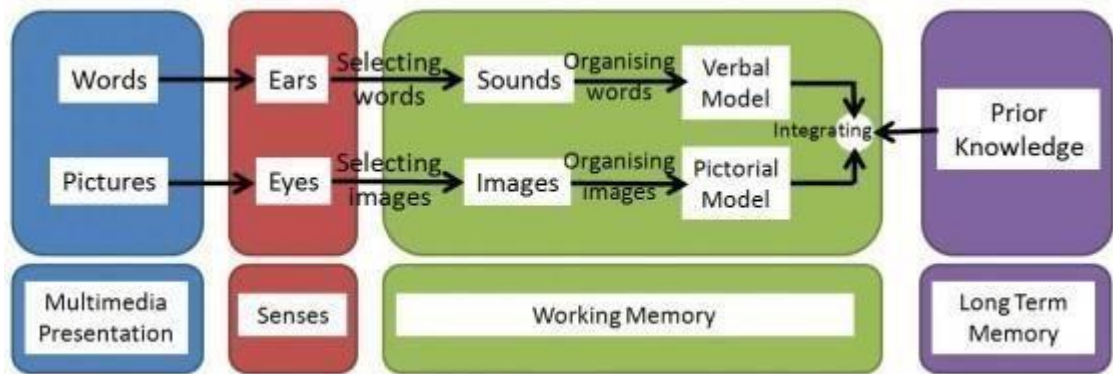 Words
Ears
Selecting
words
Sounds
Organising
words
Verbal
Model
Integrating
Prior
Knowledge
Pictures
Eyes
Selecting
images
Images
Organising
images
Pictorial
Model
Multimedia
Presentation
Senses
Working Memory
Long Term
Memory